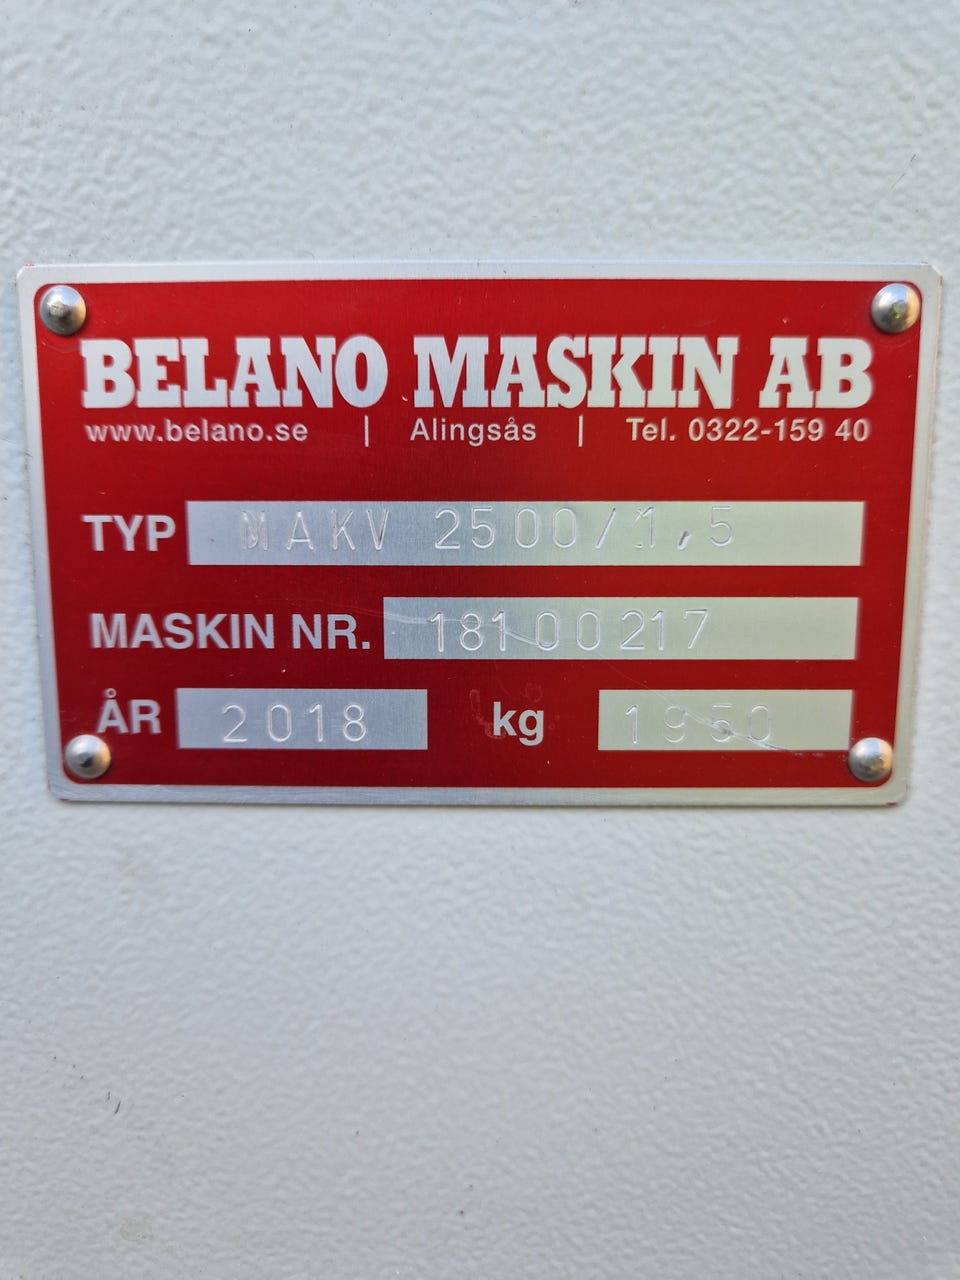 BELANO MASKIN AB
www.belano.se | Alingsås | Tel. 0322-159 40
TYP MAKV 2500/1,5
MASKIN NR. 18100217
ÅR 2018 kg 1950